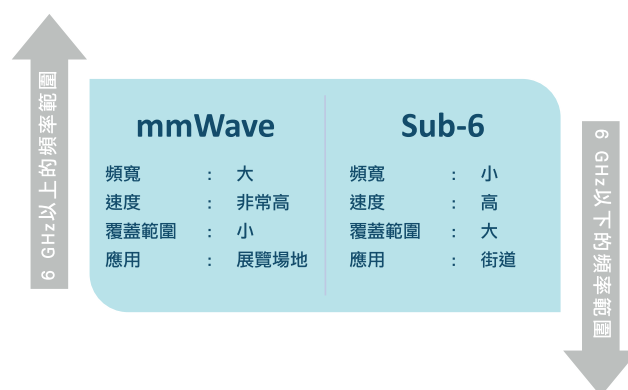 6 GHz以上的頻率範圍
mmWave
頻寬 : 大
速度 : 非常高
覆蓋範圍 : 小
應用 : 展覽場地
Sub-6
頻寬 : 小
速度 : 高
覆蓋範圍 : 大
應用 : 街道
6 GHz以下的頻率範圍